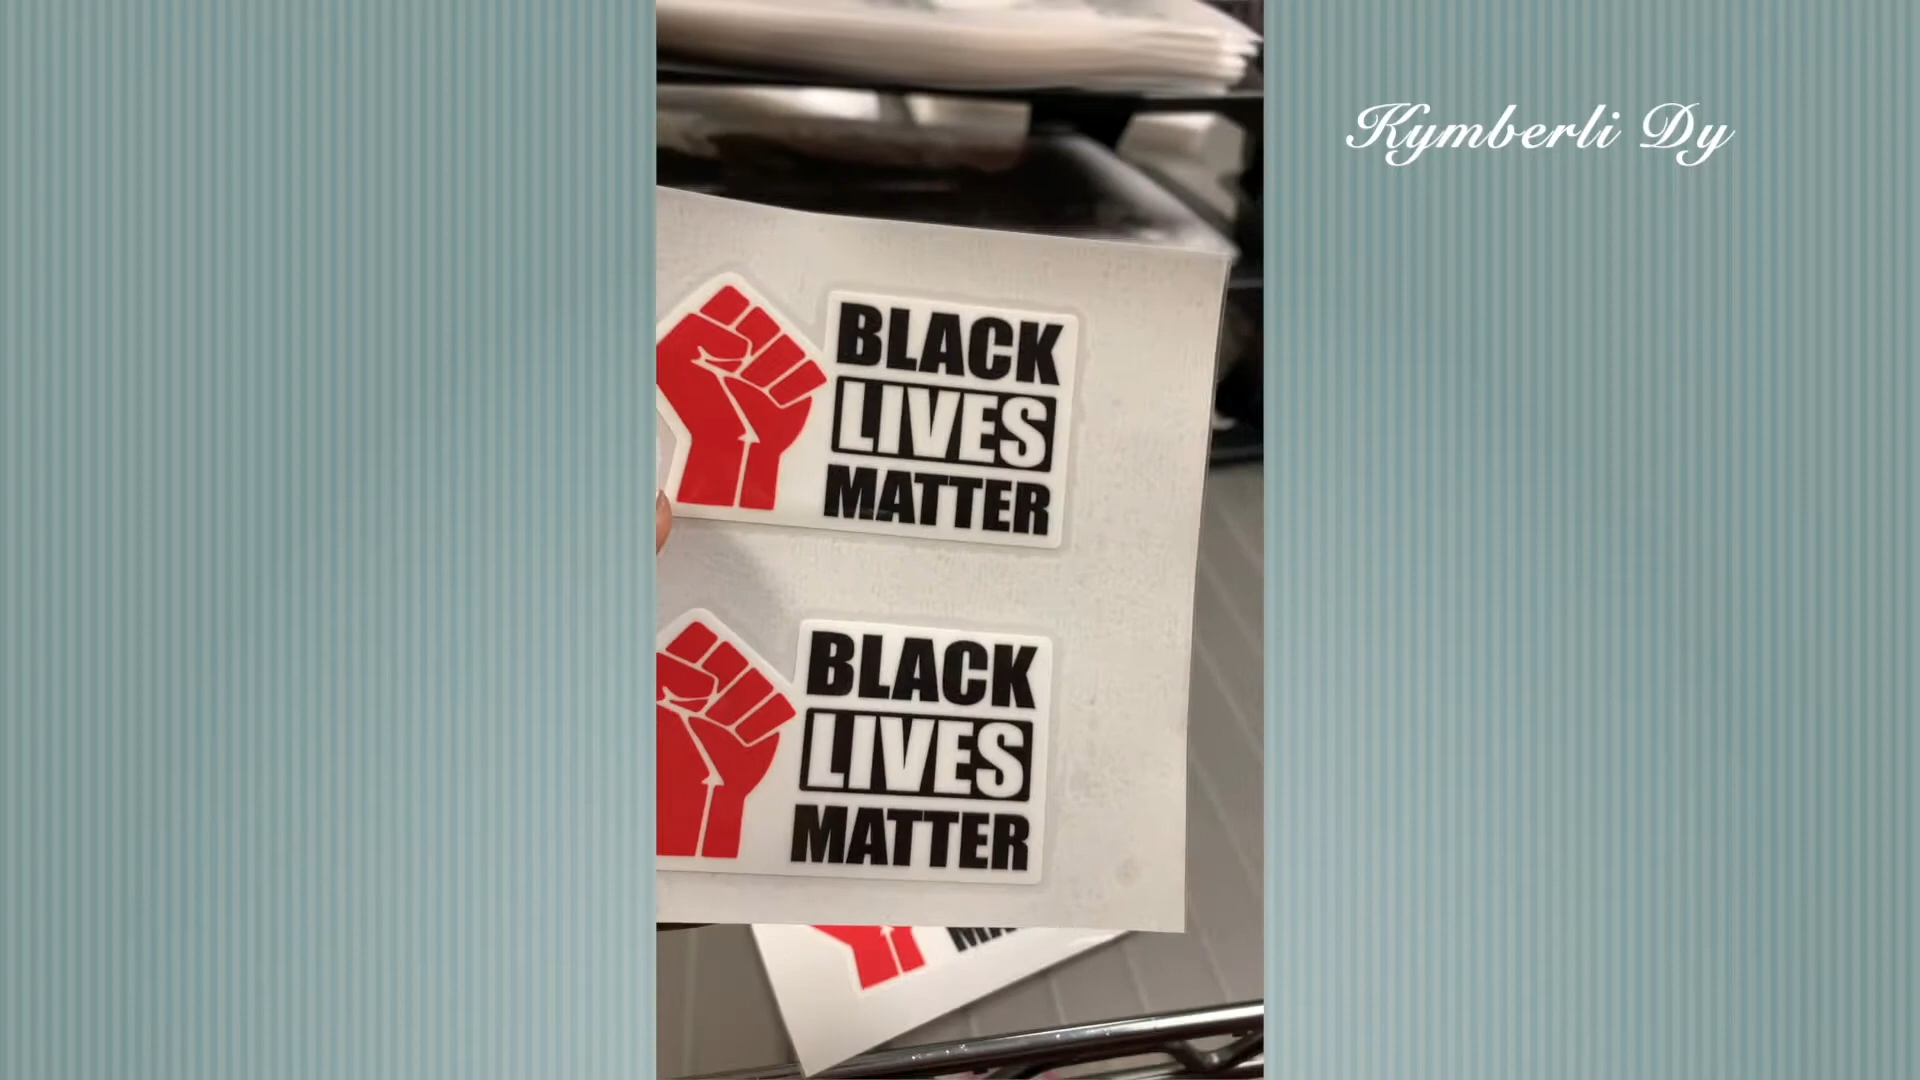 Kymberli Dy
BLACK
LIVES
MATTER
BLACK
LIVES
MATTER